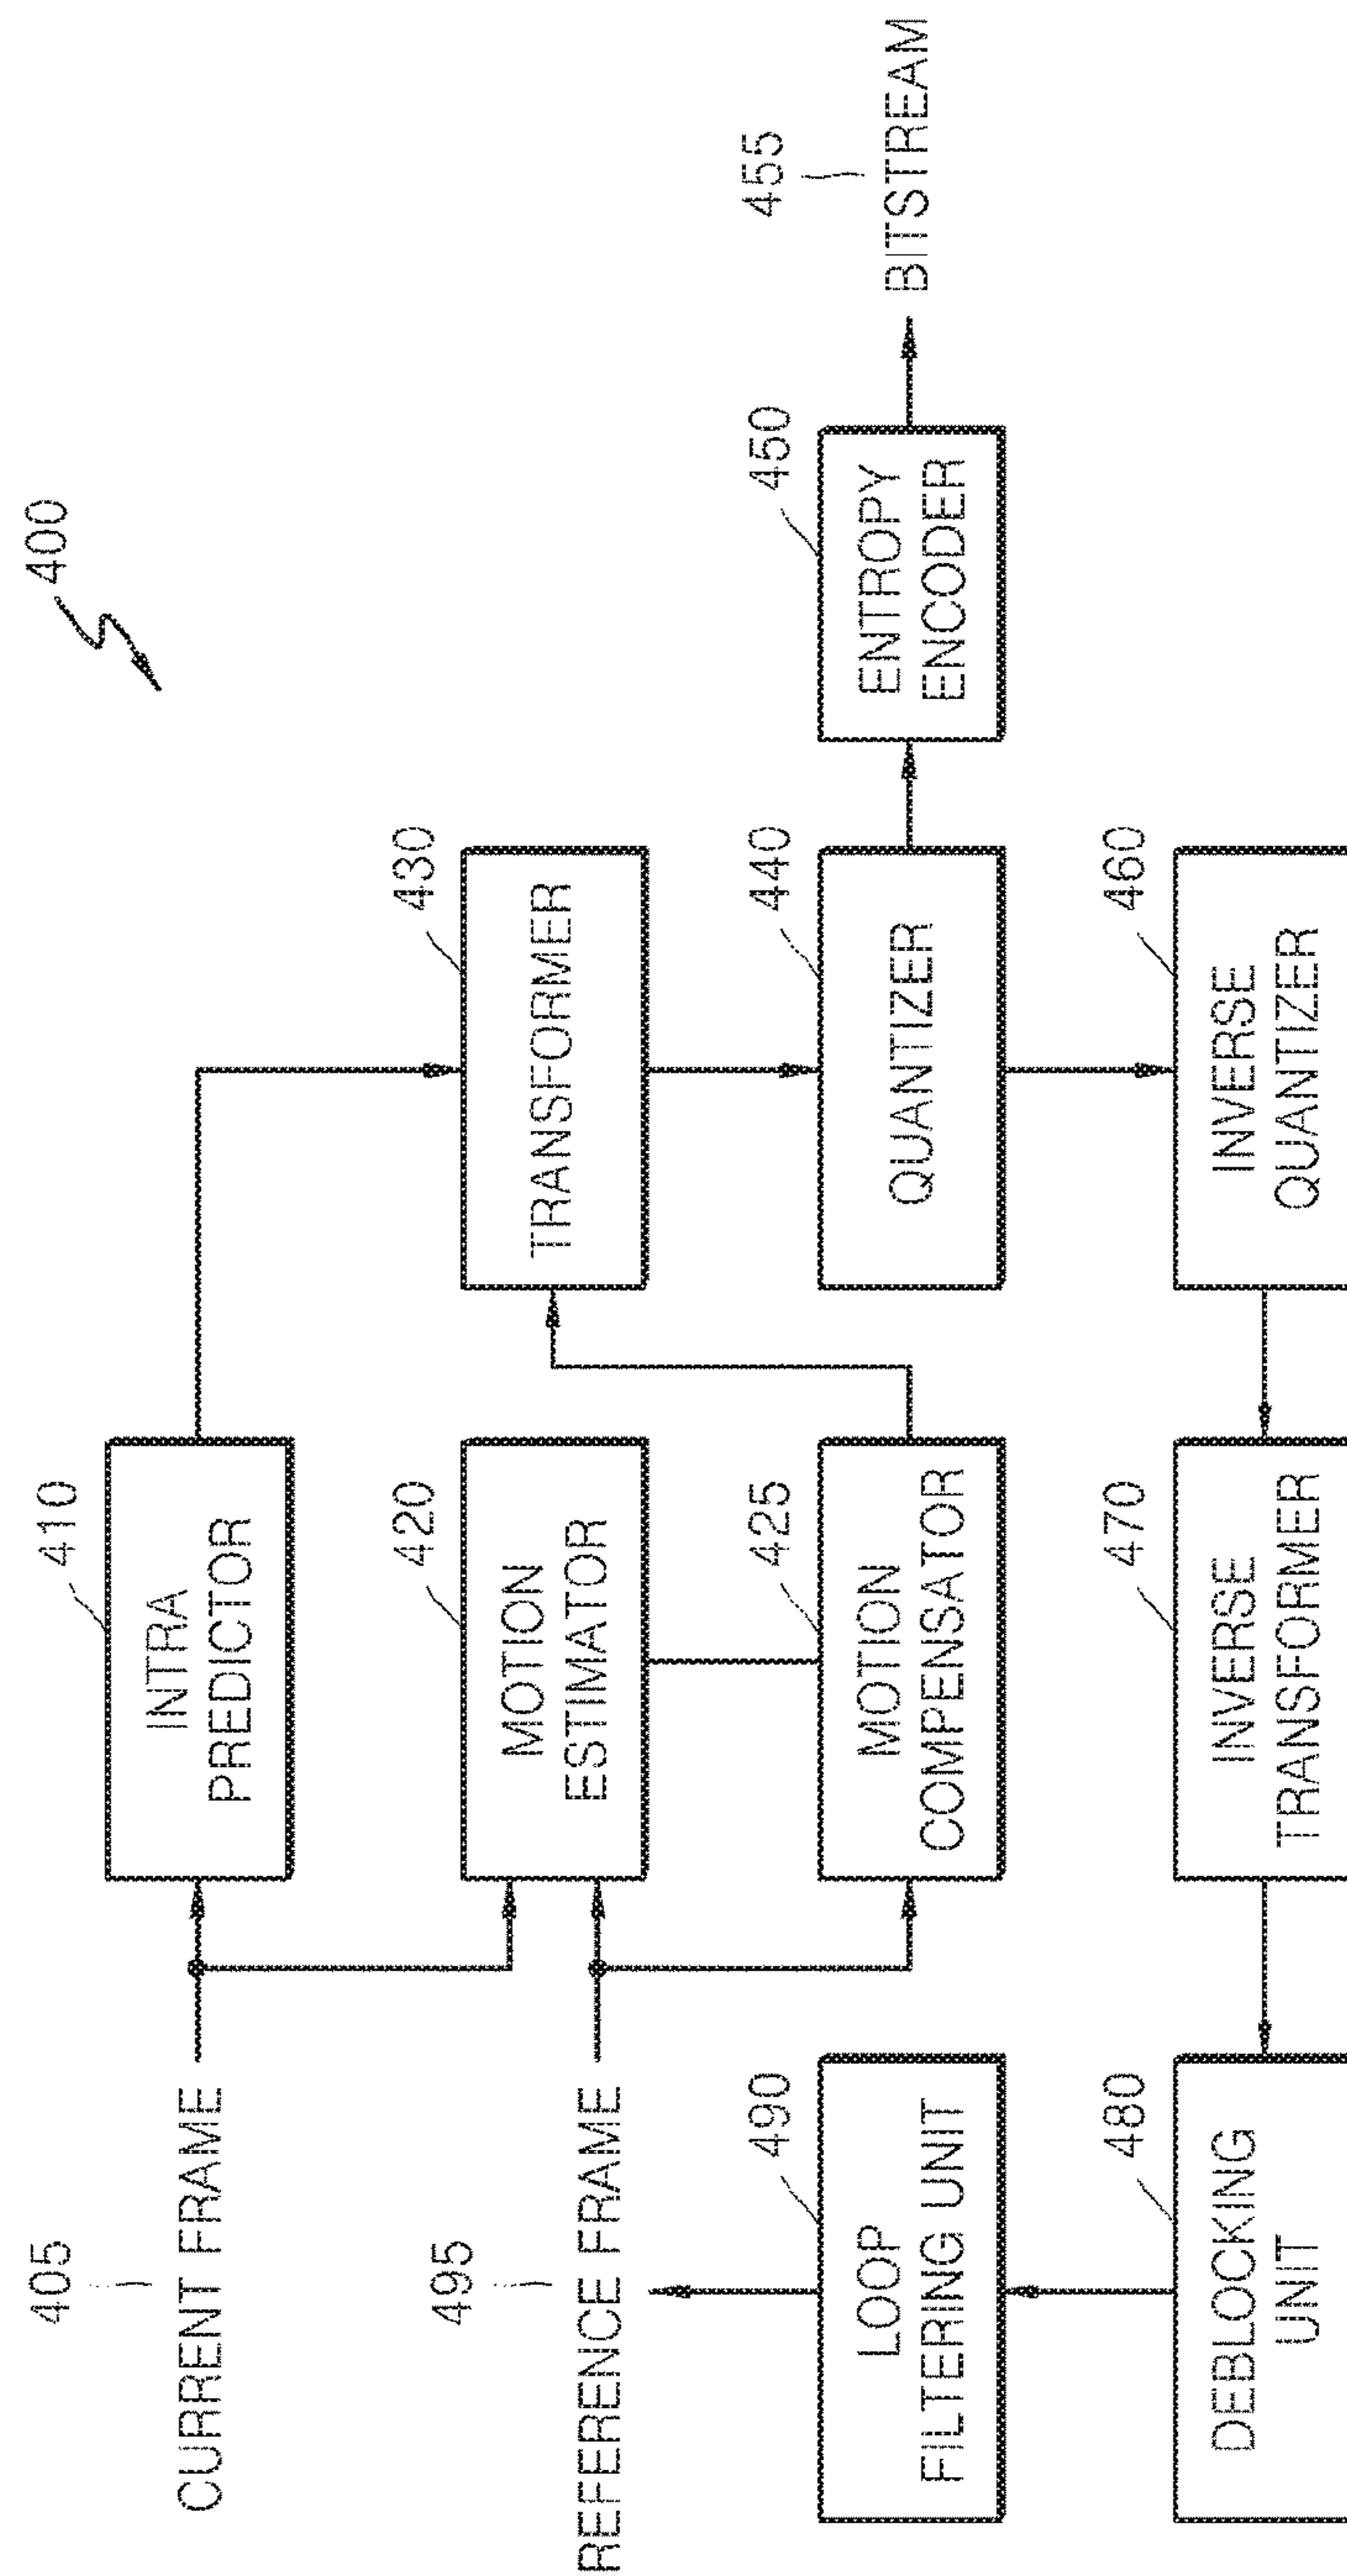 400
405
CURRENT FRAME
410
INTRA
PREDICTOR
495
REFERENCE FRAME
420
MOTION
ESTIMATOR
430
TRANSFORMER
490
LOOP
FILTERING UNIT
425
MOTION
COMPENSATOR
440
QUANTIZER
450
ENTROPY
ENCODER
455
BITSTREAM
480
DEBLOCKING
UNIT
470
INVERSE
TRANSFORMER
460
INVERSE
QUANTIZER